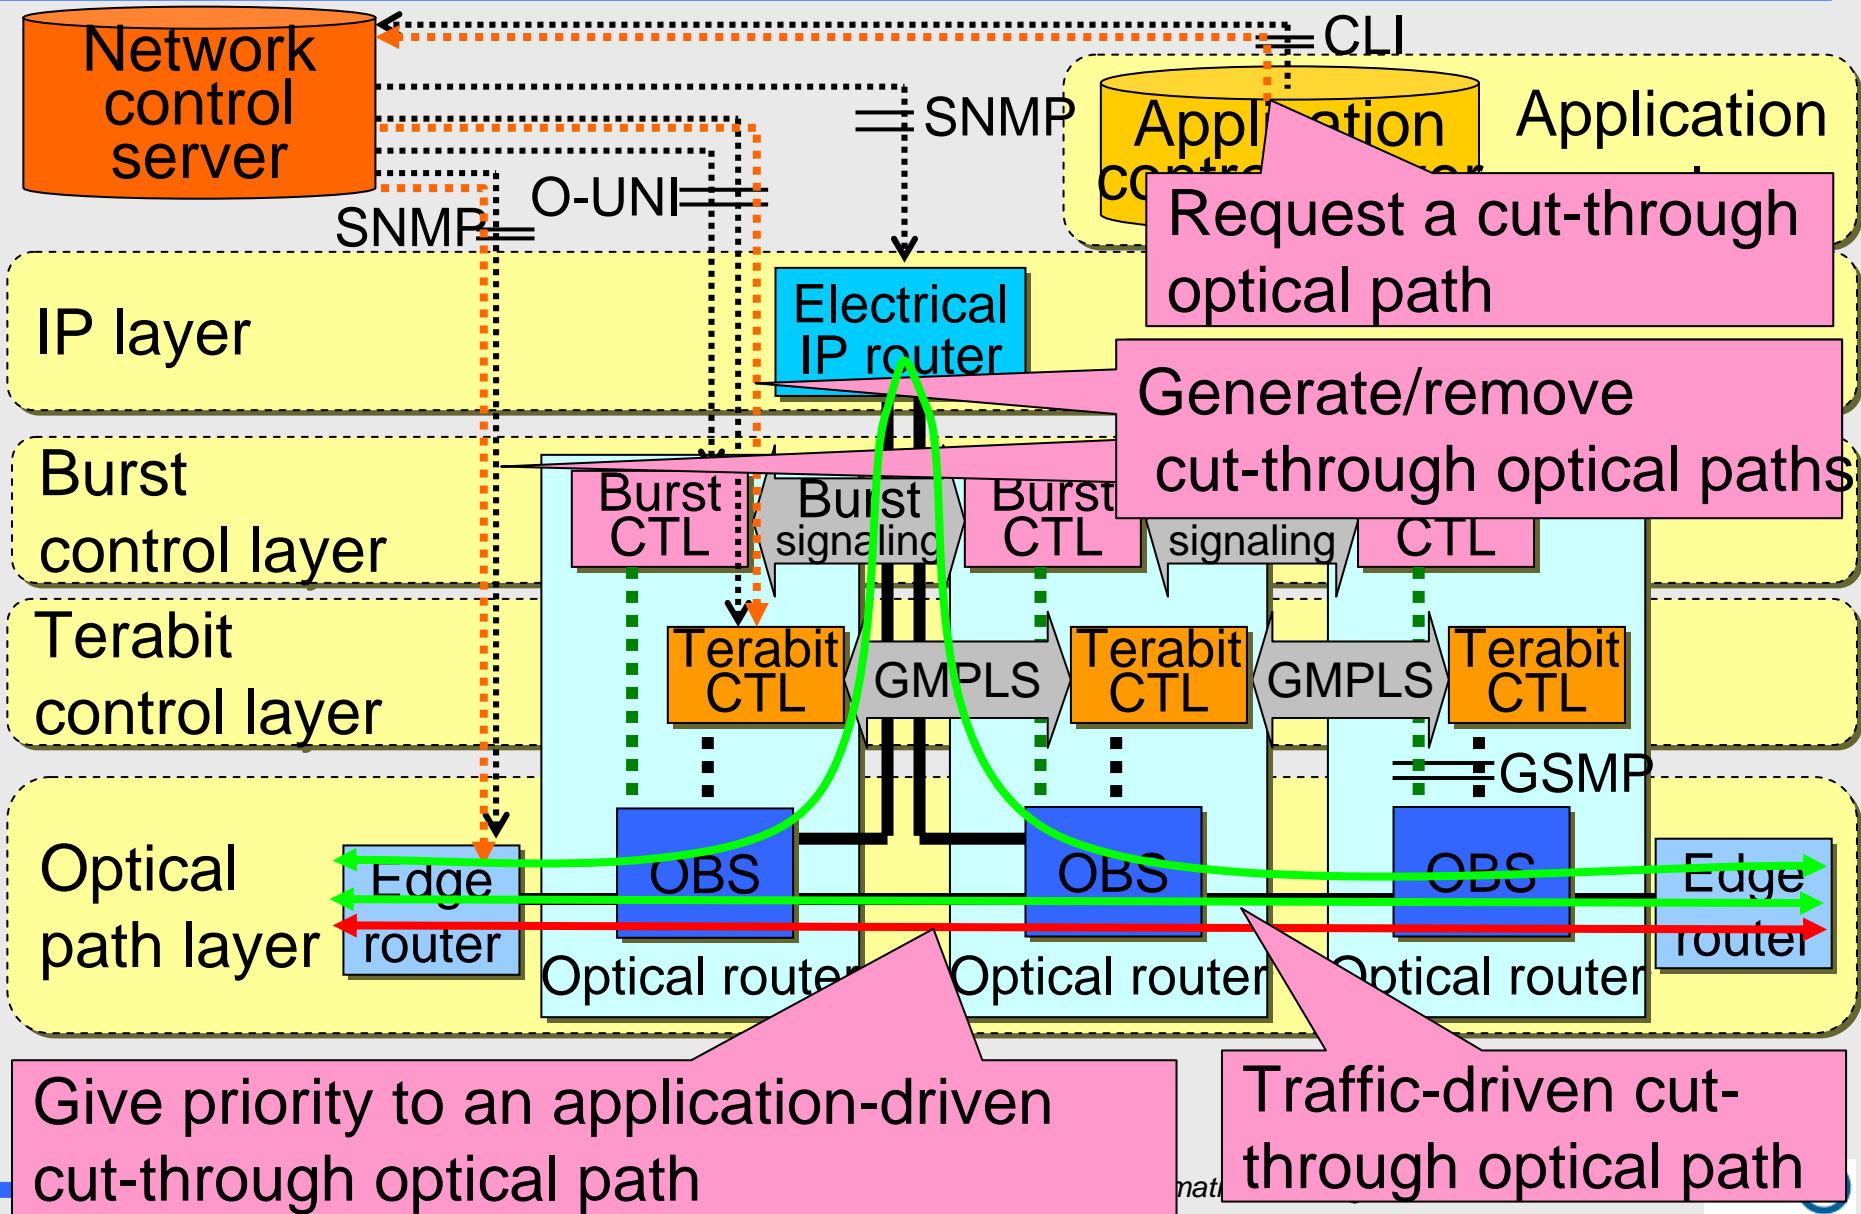 Network
control
server
CLI
SNMP
O-UNI
SNMP
Application
Request a cut-through
optical path
IP layer
Electrical
IP router
Generate/remove
cut-through optical paths
Burst
control layer
Burst
CTL
Burst
signaling
Burst
CTL
signaling
CTL
Terabit
control layer
Terabit
CTL
GMPLS
Terabit
CTL
GMPLS
Terabit
CTL
GSMP
Optical
path layer
Edge
router
OBS
OBS
OBS
Edge
router
Optical router
Optical router
Optical router
Give priority to an application-driven
cut-through optical path
Traffic-driven cut-
through optical path